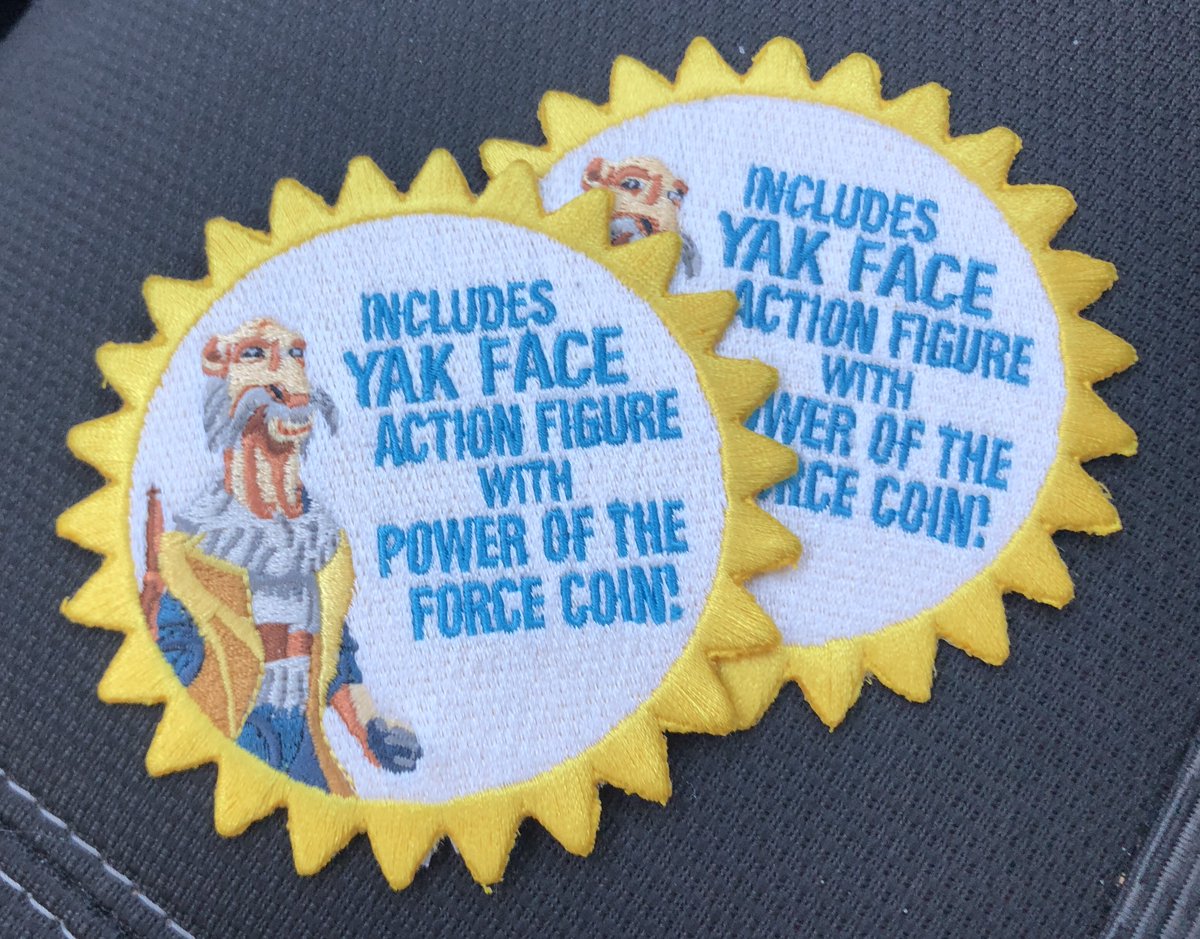 INCLUDES
YAK FACE
ACTION FIGURE
WITH
POWER OF THE
FORCE COIN!
INCLUDES
YAK FACE
ACTION FIGURE
WITH
OF THE
COIN!